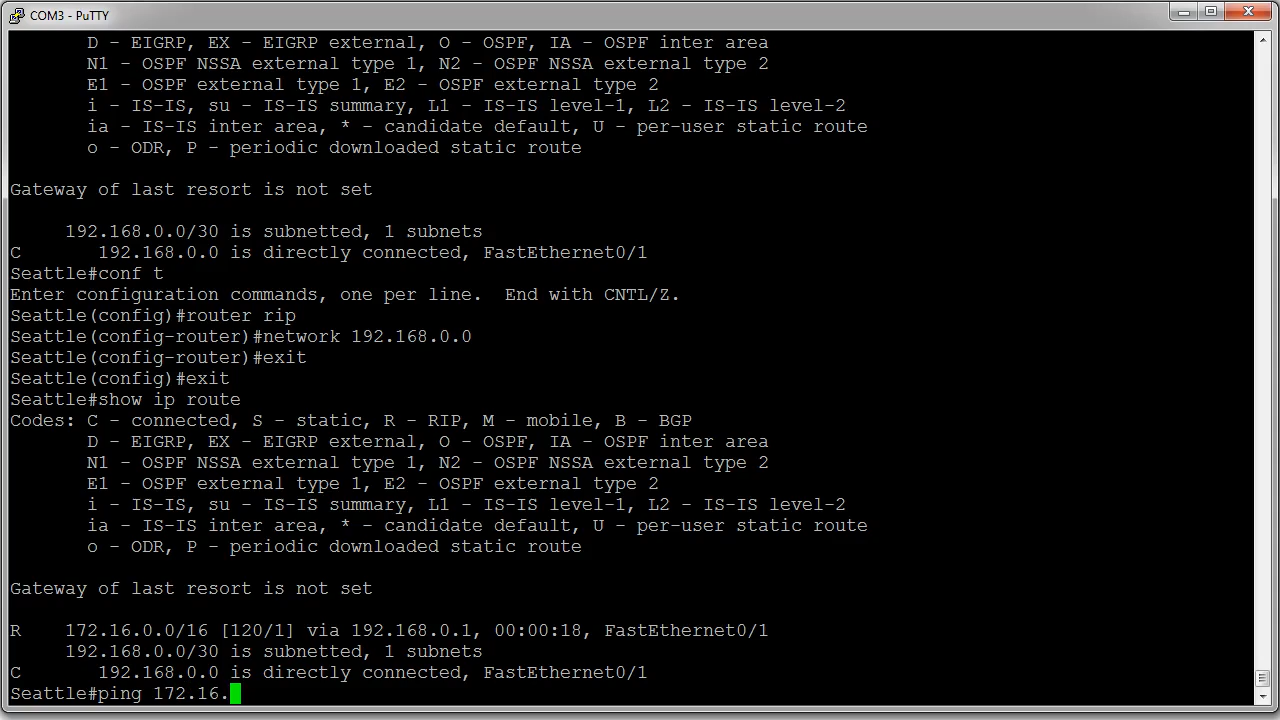 COM3 - PuTTY
D - EIGRP, EX - EIGRP external, O - OSPF, IA - OSPF inter area
N1 - OSPF NSSA external type 1, N2 - OSPF NSSA external type 2
E1 - OSPF external type 1, E2 - OSPF external type 2
i - IS-IS, su - IS-IS summary, L1 - IS-IS level-1, L2 - IS-IS level-2
ia - IS-IS inter area, * - candidate default, U - per-user static route
o - ODR, P - periodic downloaded static route
Gateway of last resort is not set
192.168.0.0/30 is subnetted, 1 subnets
C 192.168.0.0 is directly connected, FastEthernet0/1
Seattle#conf t
Enter configuration commands, one per line. End with CNTL/Z.
Seattle(config)#router rip
Seattle(config-router)#network 192.168.0.0
Seattle(config-router)#exit
Seattle(config)#exit
Seattle#show ip route
Codes: C - connected, S - static, R - RIP, M - mobile, B - BGP
D - EIGRP, EX - EIGRP external, O - OSPF, IA - OSPF inter area
N1 - OSPF NSSA external type 1, N2 - OSPF NSSA external type 2
E1 - OSPF external type 1, E2 - OSPF external type 2
i - IS-IS, su - IS-IS summary, L1 - IS-IS level-1, L2 - IS-IS level-2
ia - IS-IS inter area, * - candidate default, U - per-user static route
o - ODR, P - periodic downloaded static route
Gateway of last resort is not set
R 172.16.0.0/16 [120/1] via 192.168.0.1, 00:00:18, FastEthernet0/1
192.168.0.0/30 is subnetted, 1 subnets
C 192.168.0.0 is directly connected, FastEthernet0/1
Seattle#ping 172.16.